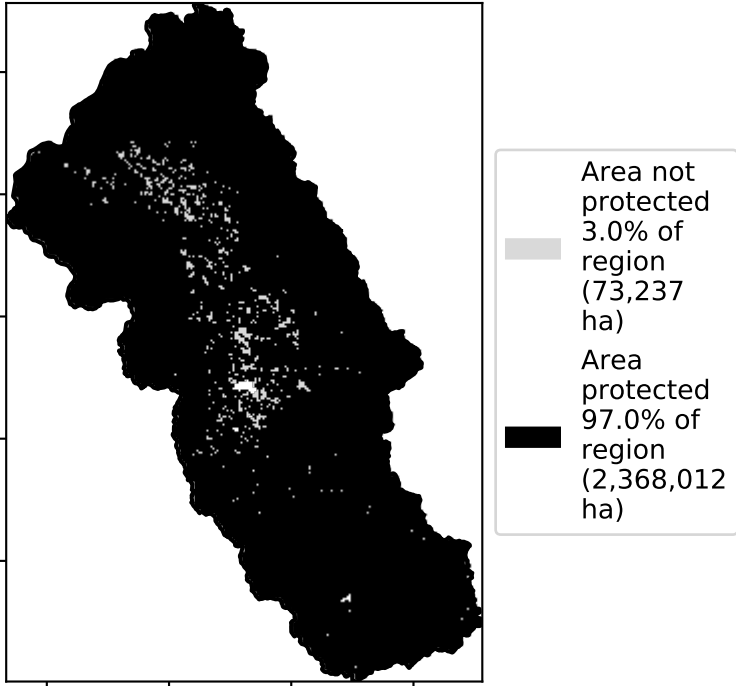 Area not
protected
3.0% of
region
(73,237
ha)
Area
protected
97.0% of
region
(2,368,012
ha)